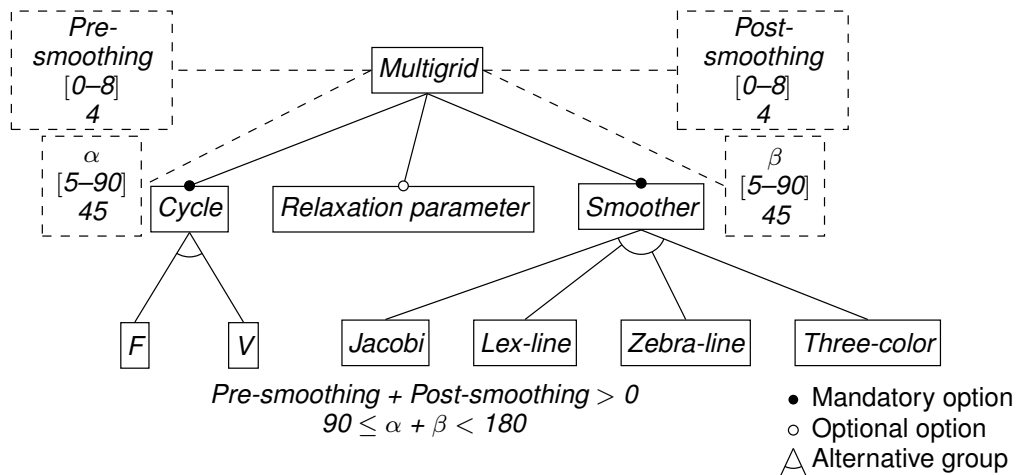 Pre-
smoothing
[0–8]
4
Multigrid
Post-
smoothing
[0–8]
4
α
[5–90]
45
β
[5–90]
45
Cycle
Relaxation parameter
Smoother
F
V
Jacobi
Lex-line
Zebra-line
Three-color
Pre-smoothing + Post-smoothing > 0
90 ≤ α + β < 180
Mandatory option
Optional option
Alternative group